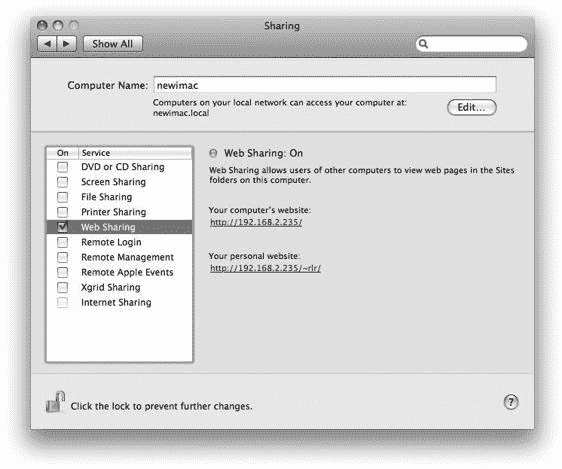 Sharing
Show All
Computer Name: newimac
Computers on your local network can access your computer at:
newimac.local
Edit...
On Service
DVD or CD Sharing
Screen Sharing
File Sharing
Printer Sharing
Web Sharing
Remote Login
Remote Management
Remote Apple Events
Xgrid Sharing
Internet Sharing
Web Sharing: On
Web Sharing allows users of other computers to view web pages in the Sites
folders on this computer.
Your computer's website:
http://192.168.2.235/
Your personal website:
http://192.168.2.235/~rlr/
Click the lock to prevent further changes.
?